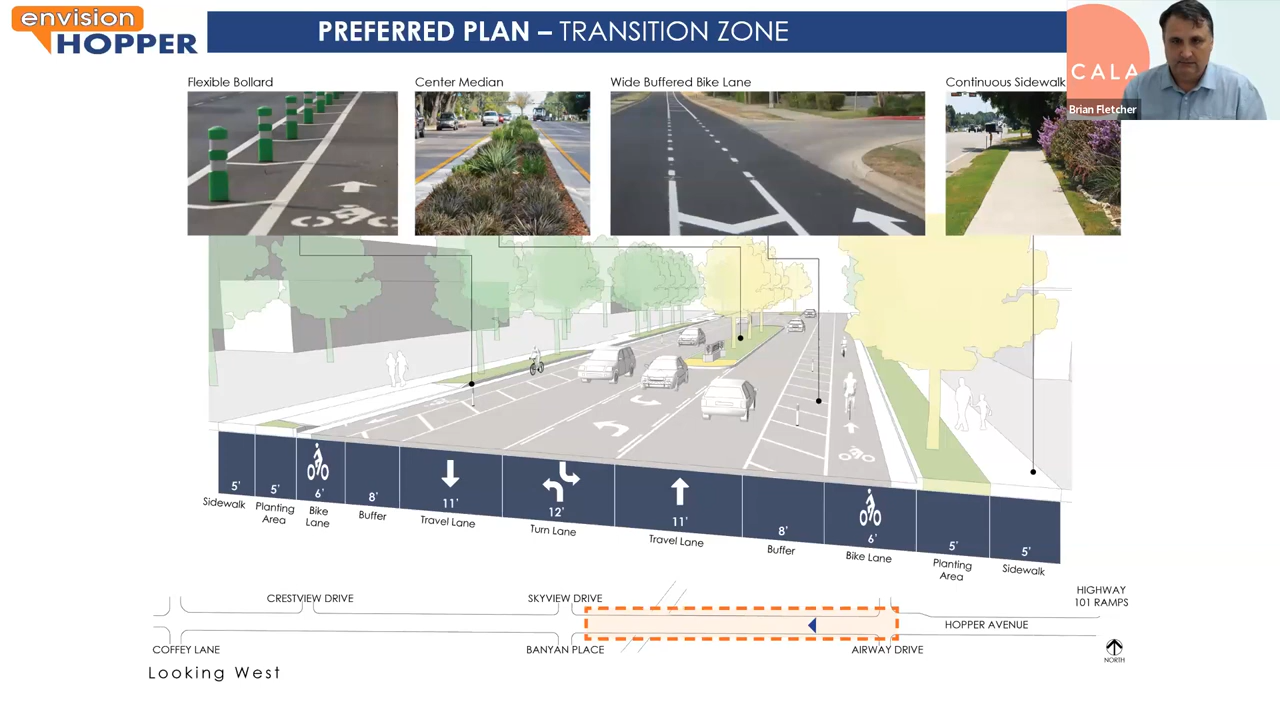 envision
HOPPER
PREFERRED PLAN – TRANSITION ZONE
CALA
Brian Fletcher
Flexible Bollard
Center Median
Wide Buffered Bike Lane
Continuous Sidewalk
5'
5'
6'
8'
11'
12'
11'
8'
6'
5'
5'
Sidewalk
Planting
Area
Bike
Lane
Buffer
Travel Lane
Turn Lane
Travel Lane
Buffer
Bike Lane
Planting
Area
Sidewalk
CRESTVIEW DRIVE
SKYVIEW DRIVE
HIGHWAY
101 RAMPS
HOPPER AVENUE
COFFEY LANE
BANYAN PLACE
AIRWAY DRIVE
NORTH
Looking West